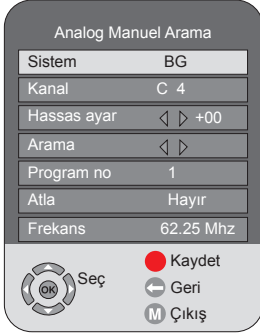 Analog Manuel Arama
Sistem BG
Kanal C 4
Hassas ayar +00
Arama
Program no 1
Atla Hayır
Frekans 62.25 Mhz
OK Seç
Kaydet
Geri
M Çıkış